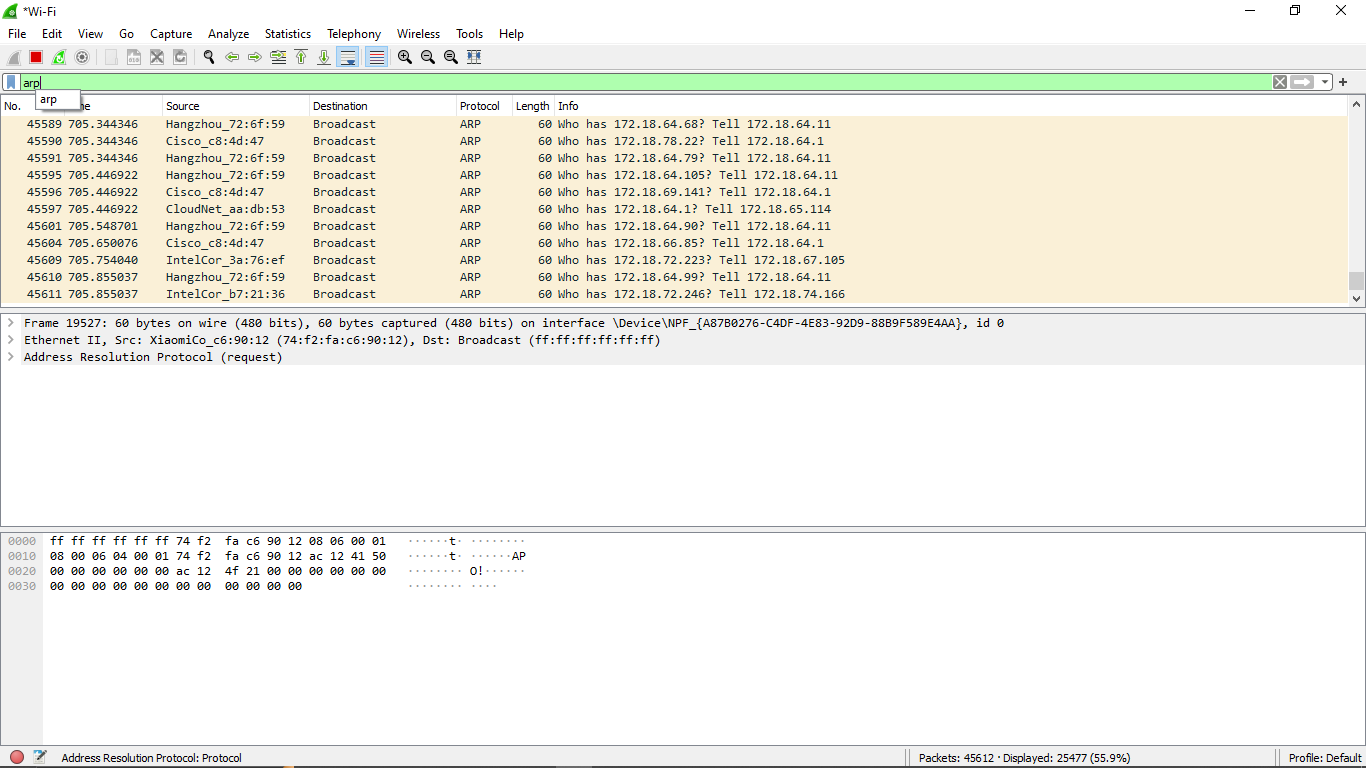 *Wi-Fi
File Edit View Go Capture Analyze Statistics Telephony Wireless Tools Help
arp
arp
No. Source Destination Protocol Length Info
45589 705.344346 Hangzhou_72:6f:59 Broadcast ARP 60 Who has 172.18.64.68? Tell 172.18.64.11
45590 705.344346 Cisco_c8:4d:47 Broadcast ARP 60 Who has 172.18.78.22? Tell 172.18.64.1
45591 705.344346 Hangzhou_72:6f:59 Broadcast ARP 60 Who has 172.18.64.79? Tell 172.18.64.11
45595 705.446922 Hangzhou_72:6f:59 Broadcast ARP 60 Who has 172.18.64.105? Tell 172.18.64.11
45596 705.446922 Cisco_c8:4d:47 Broadcast ARP 60 Who has 172.18.69.141? Tell 172.18.64.1
45597 705.446922 CloudNet_aa:db:53 Broadcast ARP 60 Who has 172.18.64.1? Tell 172.18.65.114
45601 705.548701 Hangzhou_72:6f:59 Broadcast ARP 60 Who has 172.18.64.90? Tell 172.18.64.11
45604 705.650076 Cisco_c8:4d:47 Broadcast ARP 60 Who has 172.18.66.85? Tell 172.18.64.1
45609 705.754040 IntelCor_3a:76:ef Broadcast ARP 60 Who has 172.18.72.223? Tell 172.18.67.105
45610 705.855037 Hangzhou_72:6f:59 Broadcast ARP 60 Who has 172.18.64.99? Tell 172.18.64.11
45611 705.855037 IntelCor_b7:21:36 Broadcast ARP 60 Who has 172.18.72.246? Tell 172.18.74.166
Frame 19527: 60 bytes on wire (480 bits), 60 bytes captured (480 bits) on interface \Device\NPF_{A87B0276-C4DF-4E83-92D9-88B9F589E4AA}, id 0
Ethernet II, Src: XiaomiCo_c6:90:12 (74:f2:fa:c6:90:12), Dst: Broadcast (ff:ff:ff:ff:ff:ff)
Address Resolution Protocol (request)
0000 ff ff ff ff ff ff 74 f2 fa c6 90 12 08 06 00 01 ······t· ········
0010 08 00 06 04 00 01 74 f2 fa c6 90 12 ac 12 41 50 ······t· ······AP
0020 00 00 00 00 00 00 ac 12 4f 21 00 00 00 00 00 00 ········ O!······
0030 00 00 00 00 00 00 00 00 00 00 00 00 ········ ····
Address Resolution Protocol: Protocol Packets: 45612 · Displayed: 25477 (55.9%) Profile: Default